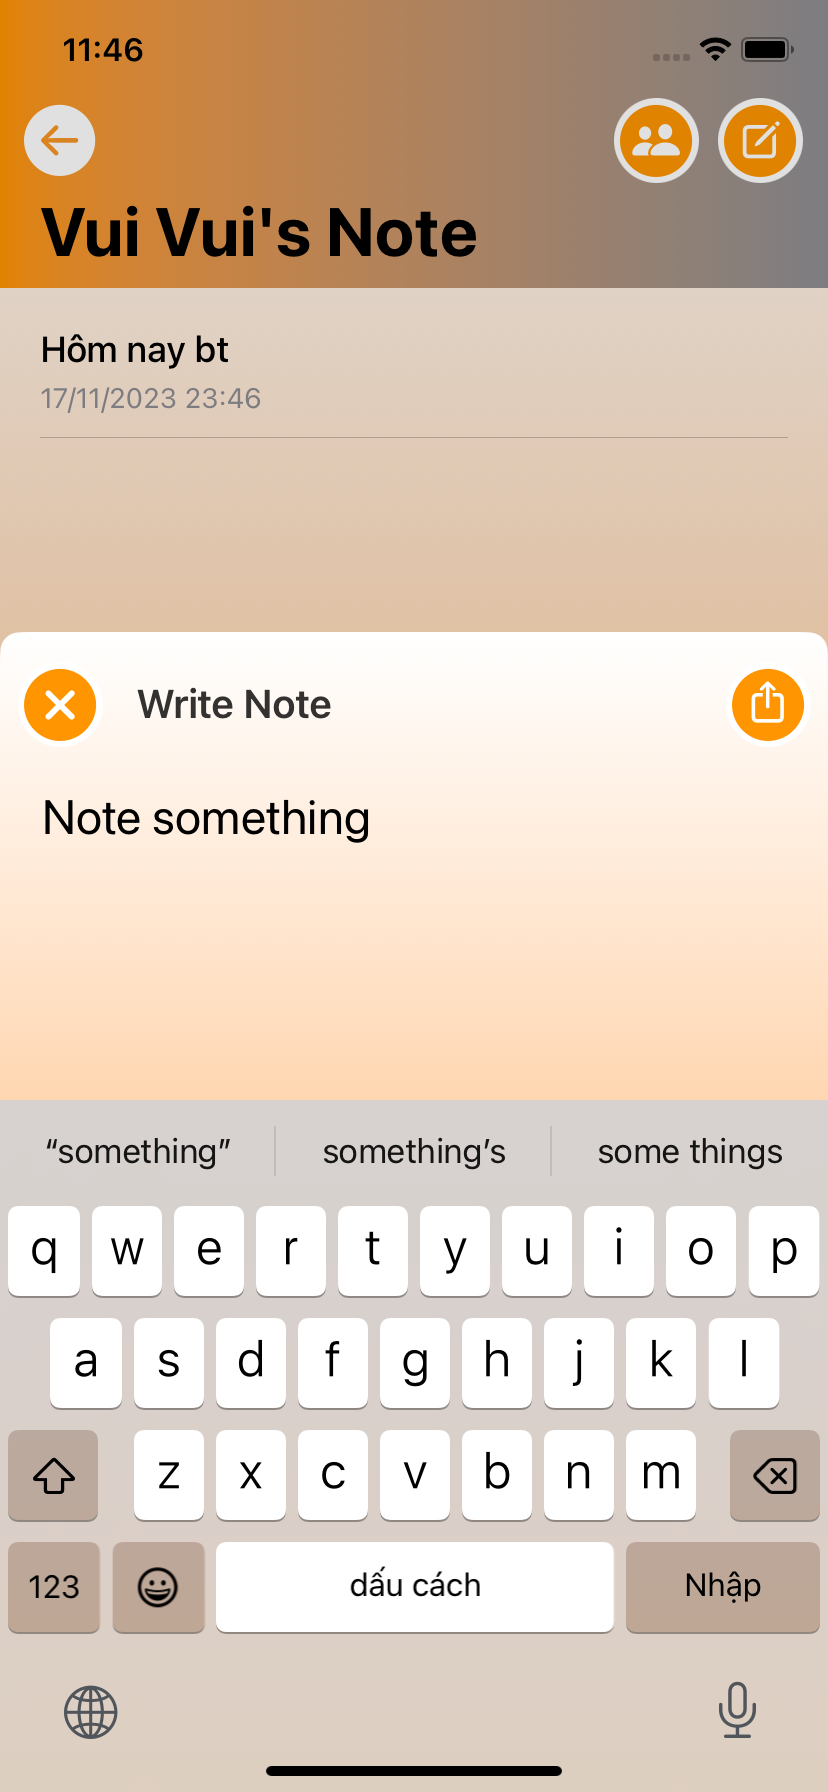 11:46
Vui Vui's Note
Hôm nay bt
17/11/2023 23:46
Write Note
Note something
“something” something’s some things
q w e r t y u i o p
a s d f g h j k l
z x c v b n m
123 dấu cách Nhập